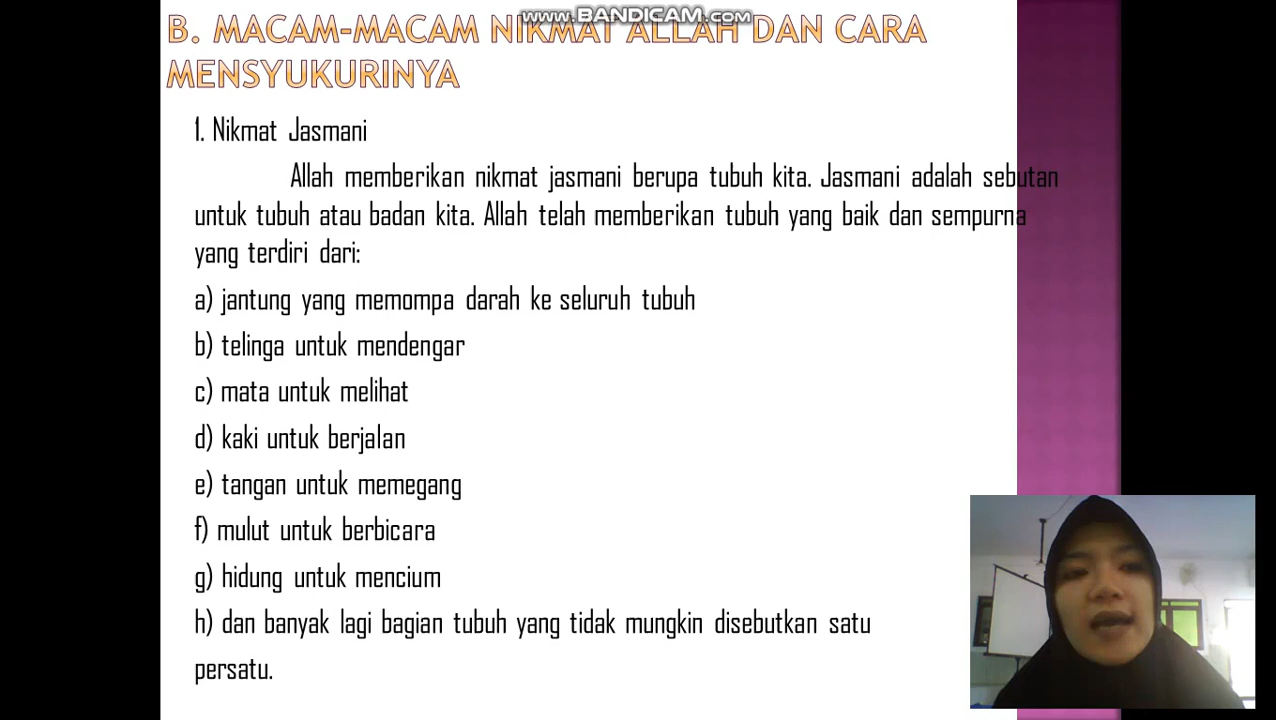 www.BANDICAM.com
B. MACAM-MACAM NIKMAT ALLAH DAN CARA
MENSYUKURINYA
1. Nikmat Jasmani
Allah memberikan nikmat jasmani berupa tubuh kita. Jasmani adalah sebutan
untuk tubuh atau badan kita. Allah telah memberikan tubuh yang baik dan sempurna
yang terdiri dari:
a) jantung yang memompa darah ke seluruh tubuh
b) telinga untuk mendengar
c) mata untuk melihat
d) kaki untuk berjalan
e) tangan untuk memegang
f) mulut untuk berbicara
g) hidung untuk mencium
h) dan banyak lagi bagian tubuh yang tidak mungkin disebutkan satu
persatu.